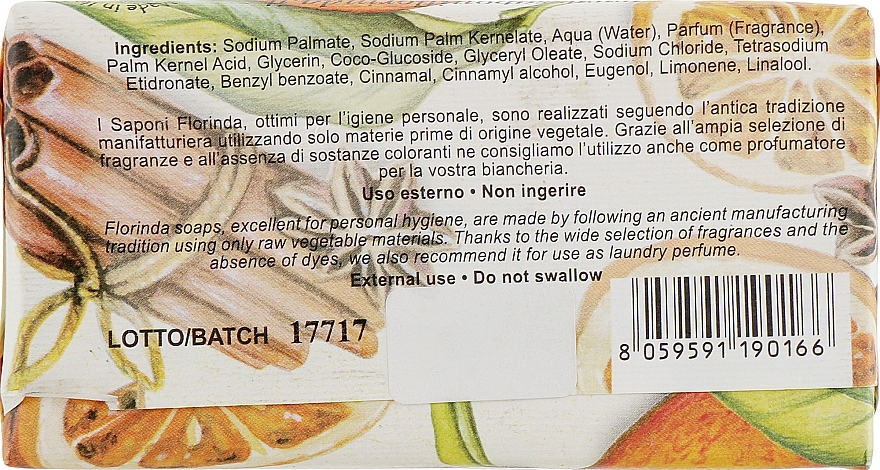 made in
Ingredients: Sodium Palmate, Sodium Palm Kernelate, Aqua (Water), Parfum (Fragrance),
Palm Kernel Acid, Glycerin, Coco-Glucoside, Glyceryl Oleate, Sodium Chloride, Tetrasodium
Etidronate, Benzyl benzoate, Cinnamal, Cinnamyl alcohol, Eugenol, Limonene, Linalool.
I Saponi Florinda, ottimi per l'igiene personale, sono realizzati seguendo l'antica tradizione
manifatturiera utilizzando solo materie prime di origine vegetale. Grazie all'ampia selezione di
fragranze e all'assenza di sostanze coloranti ne consigliamo l'utilizzo anche come profumatore
per la vostra biancheria.
Uso esterno • Non ingerire
Florinda soaps, excellent for personal hygiene, are made by following an ancient manufacturing
tradition using only raw vegetable materials. Thanks to the wide selection of fragrances and the
absence of dyes, we also recommend it for use as laundry perfume.
External use • Do not swallow
LOTTO/BATCH 17717
8 059591 190166